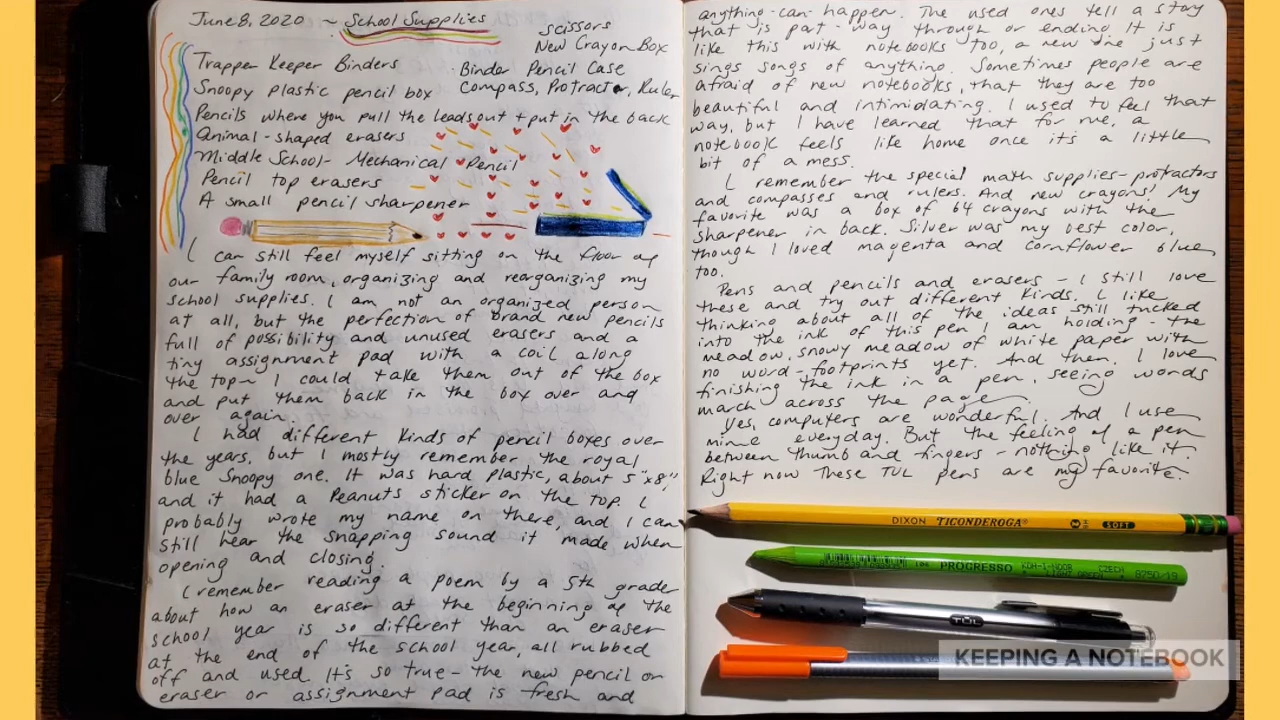 June 8, 2020 ~ School Supplies
scissors
New Crayon Box
Trapper Keeper Binders
Binder Pencil Case
Snoopy plastic pencil box
Compass, Protractor, Ruler
Pencils where you pull the leads out + put in the back
Animal-shaped erasers
Middle School- Mechanical Pencil
Pencil top erasers
A small pencil sharpener
I can still feel myself sitting on the floor of
our family room, organizing and reorganizing my
school supplies. I am not an organized person
at all, but the perfection of brand new pencils
full of possibility and unused erasers and a
tiny assignment pad with a coil along
the top~ I could take them out of the box
and put them back in the box over and
over again.
I had different kinds of pencil boxes over
the years, but I mostly remember the royal
blue Snoopy one. It was hard plastic, about 5"x8,"
and it had a Peanuts sticker on the top. I
probably wrote my name on there, and I can
still hear the snapping sound it made when
opening and closing.
I remember reading a poem by a 5th grader
about how an eraser at the beginning of the
school year is so different than an eraser
at the end of the school year, all rubbed
off and used. It's so true- the new pencil or
eraser or assignment pad is fresh and
anything-can-happen. The used ones tell a story
that is part-way through or ending. It is
like this with notebooks too, a new one just
sings songs of anything. Sometimes people are
afraid of new notebooks, that they are too
beautiful and intimidating. I used to feel that
way, but I have learned that for me, a
notebook feels like home once it's a little
bit of a mess.
I remember the special math supplies-protractors
and compasses and rulers. And new crayons! My
favorite was a box of 64 crayons with the
sharpener in back. Silver was my best color,
though I loved magenta and cornflower blue
too.
Pens and pencils and erasers - I still love
these and try out different kinds. I like
thinking about all of the ideas still tucked
into the ink of this pen I am holding - the
meadow, snowy meadow of white paper with
no word-footprints yet. And then, I love
finishing the ink in a pen, seeing words
march across the page.
Yes, computers are wonderful. And I use
mine everyday. But the feeling of a pen
between thumb and fingers - nothing like it.
Right now these TUL pens are my favorite.
DIXON TICONDEROGA® 2 HB SOFT
PROGRESSO KOH-I-NOOR CZECH 8750/19
TUL
KEEPING A NOTEBOOK